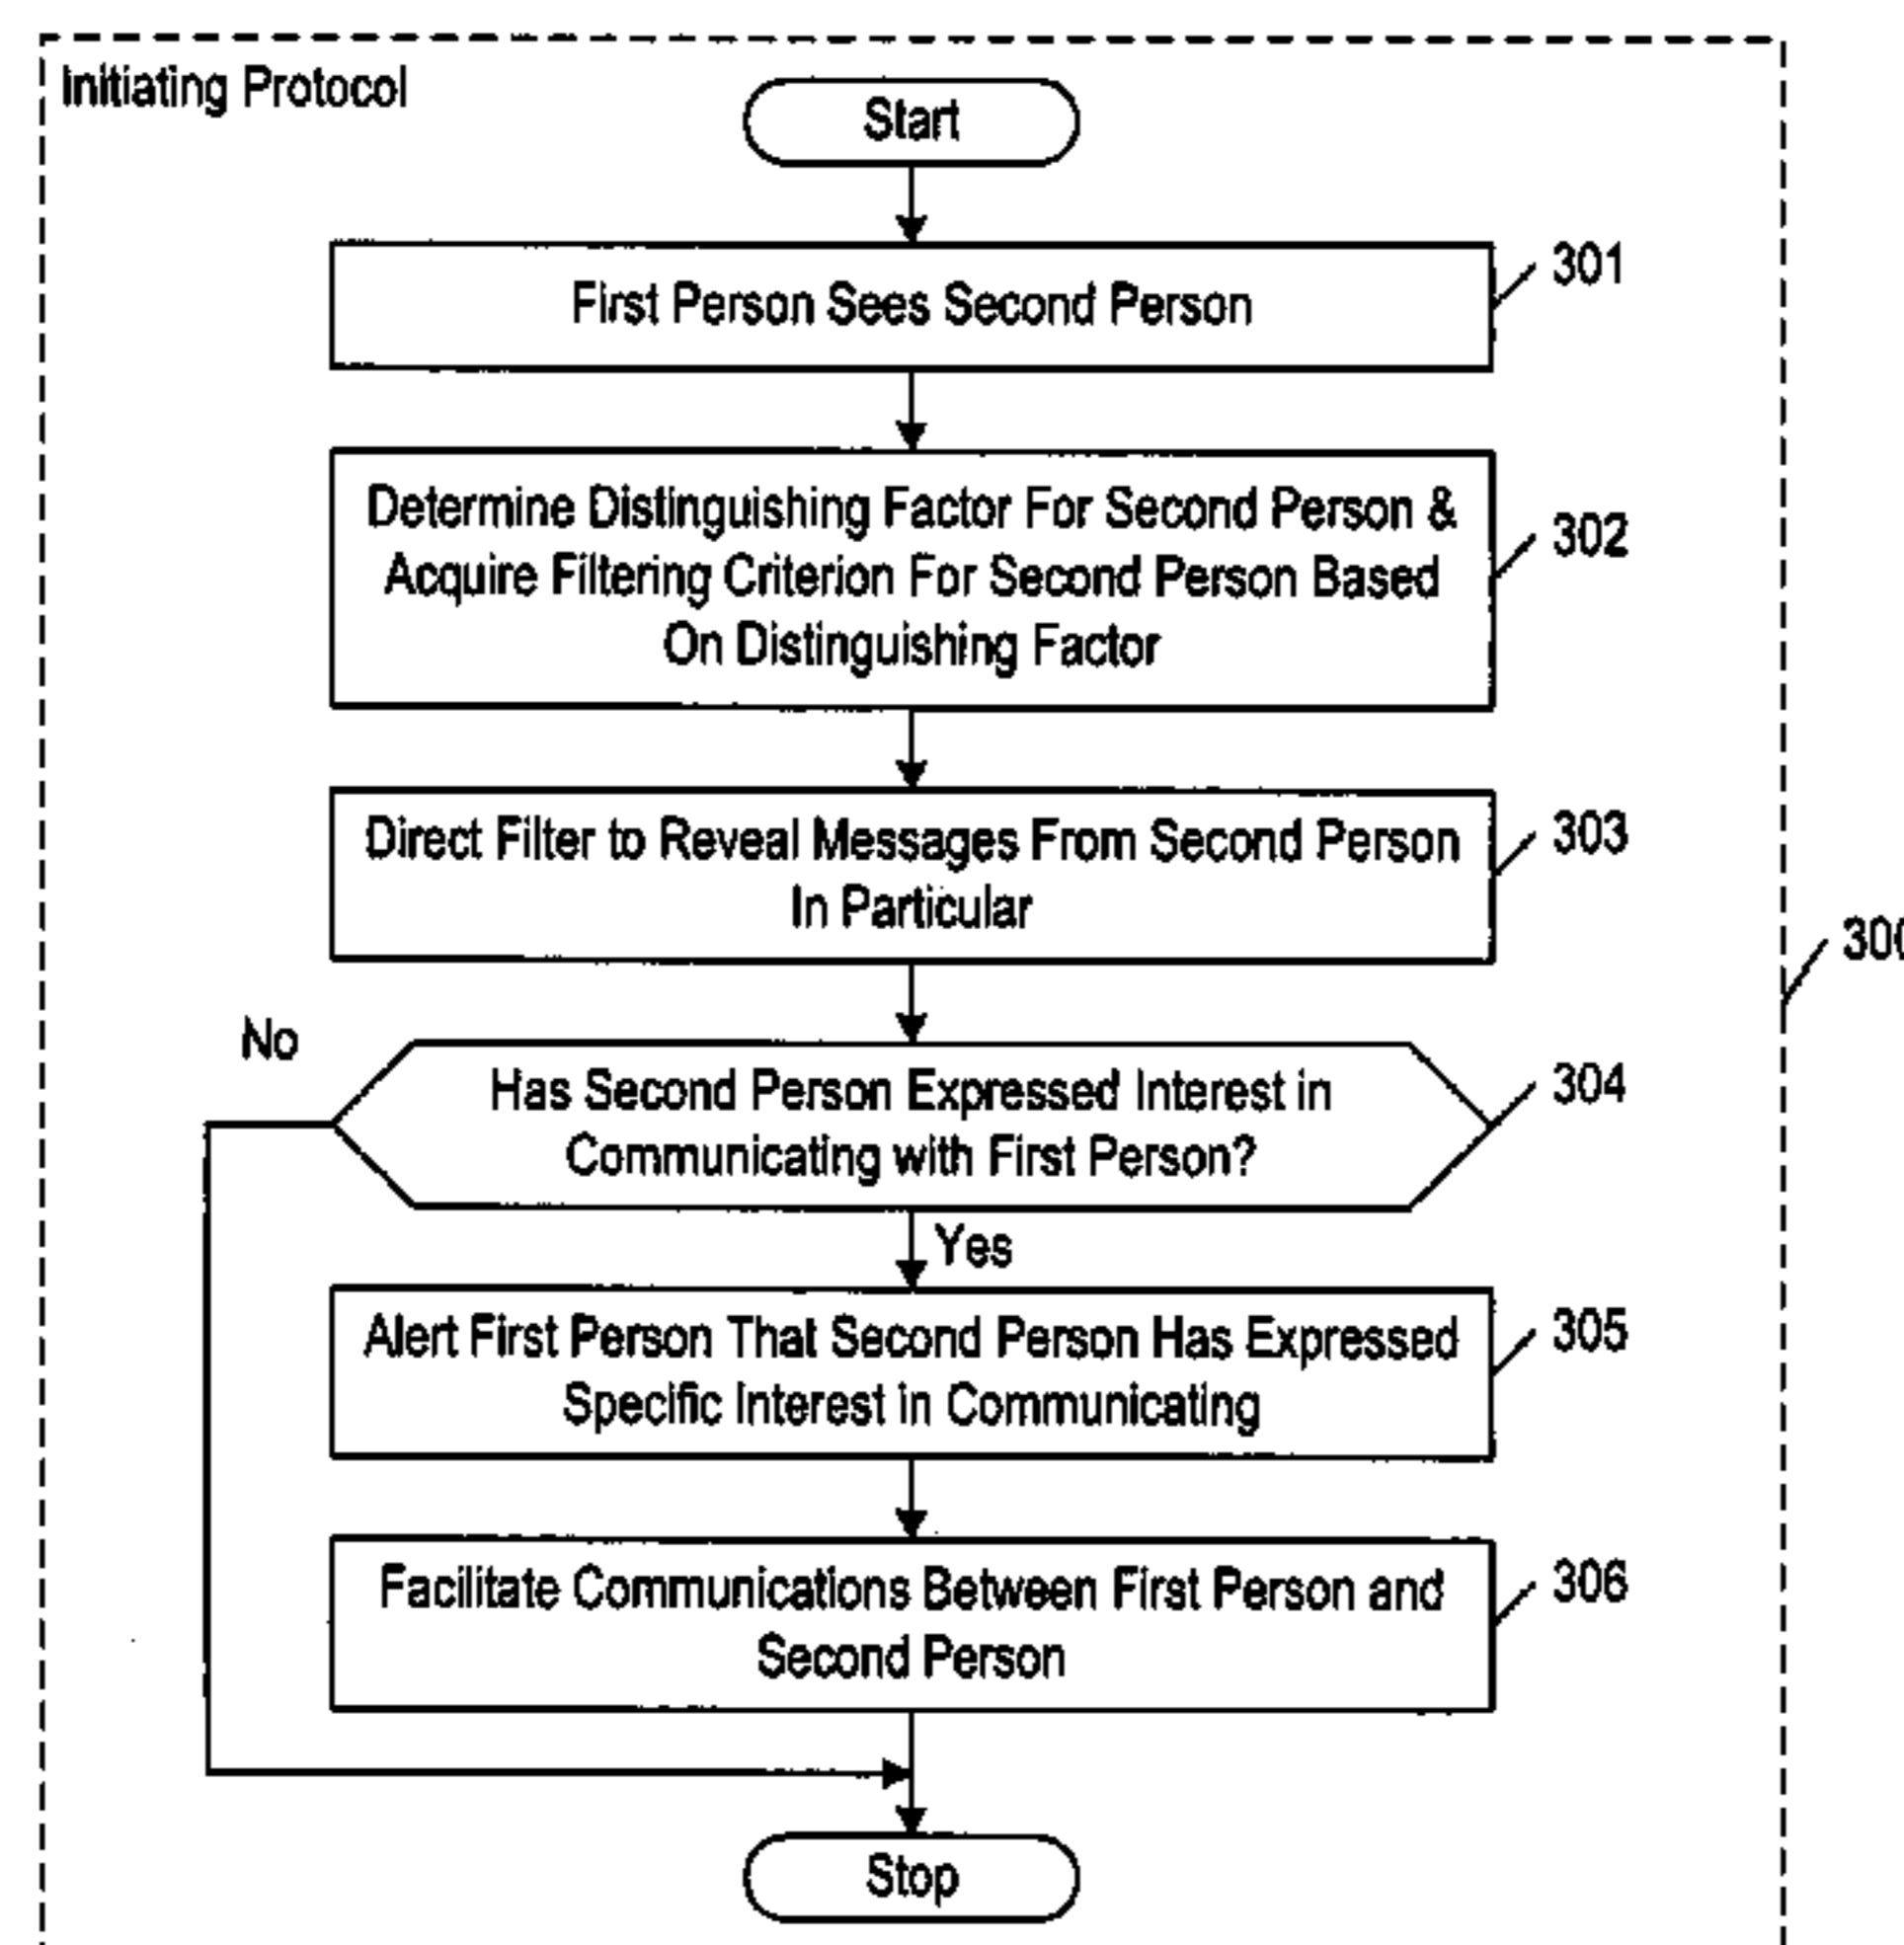 Initiating Protocol
Start
First Person Sees Second Person
301
Determine Distinguishing Factor For Second Person &
Acquire Filtering Criterion For Second Person Based
On Distinguishing Factor
302
Direct Filter to Reveal Messages From Second Person
In Particular
303
300
No
Has Second Person Expressed Interest in
Communicating with First Person?
304
Yes
Alert First Person That Second Person Has Expressed
Specific Interest in Communicating
305
Facilitate Communications Between First Person and
Second Person
306
Stop